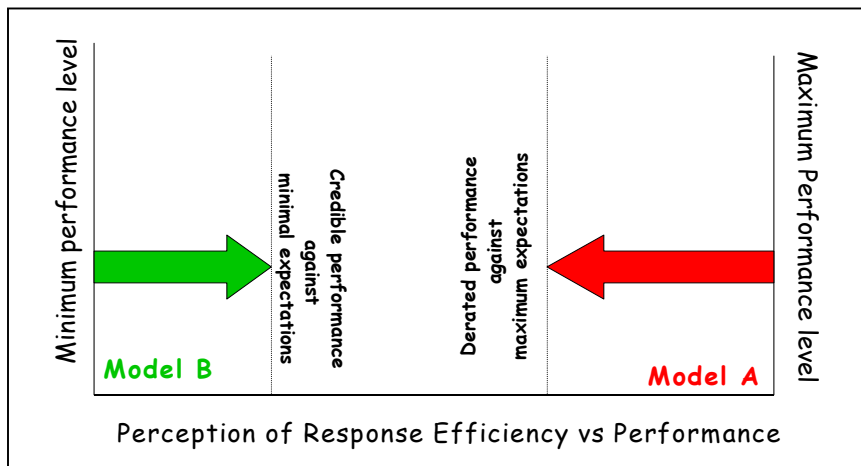 Minimum performance level
Credible performance
against
minimal expectations
Derated performance
against
maximum expectations
Maximum Performance level
Model B
Model A
Perception of Response Efficiency vs Performance